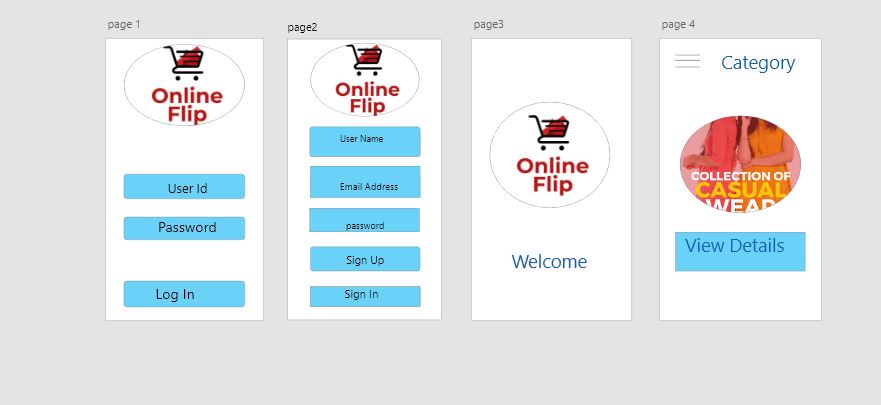 page 1
Online
Flip
User Id
Password
Log In
page2
Online
Flip
User Name
Email Address
password
Sign Up
Sign In
page3
Online
Flip
Welcome
page 4
Category
COLLECTION OF
CASUAL
WEAR
View Details